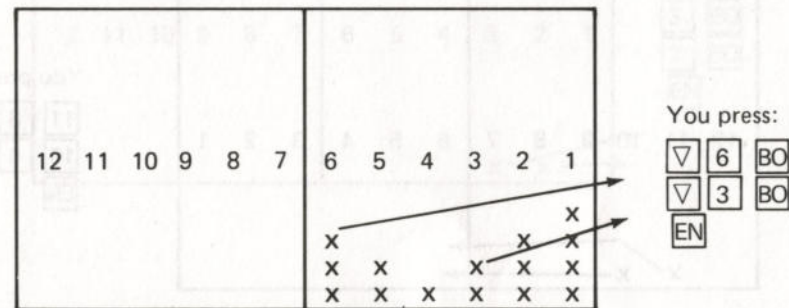 You press:
12 11 10 9 8 7 6 5 4 3 2 1
▽ 6 BO
▽ 3 BO
EN
x
x x x
x x x x x
x x x x x x